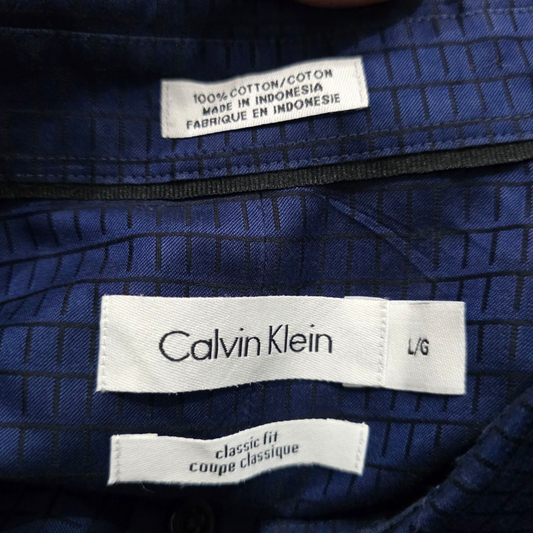 100% COTTON/COTON
MADE IN INDONESIA
FABRIQUE EN INDONESIE
Calvin Klein
L/G
classic fit
coupe classique